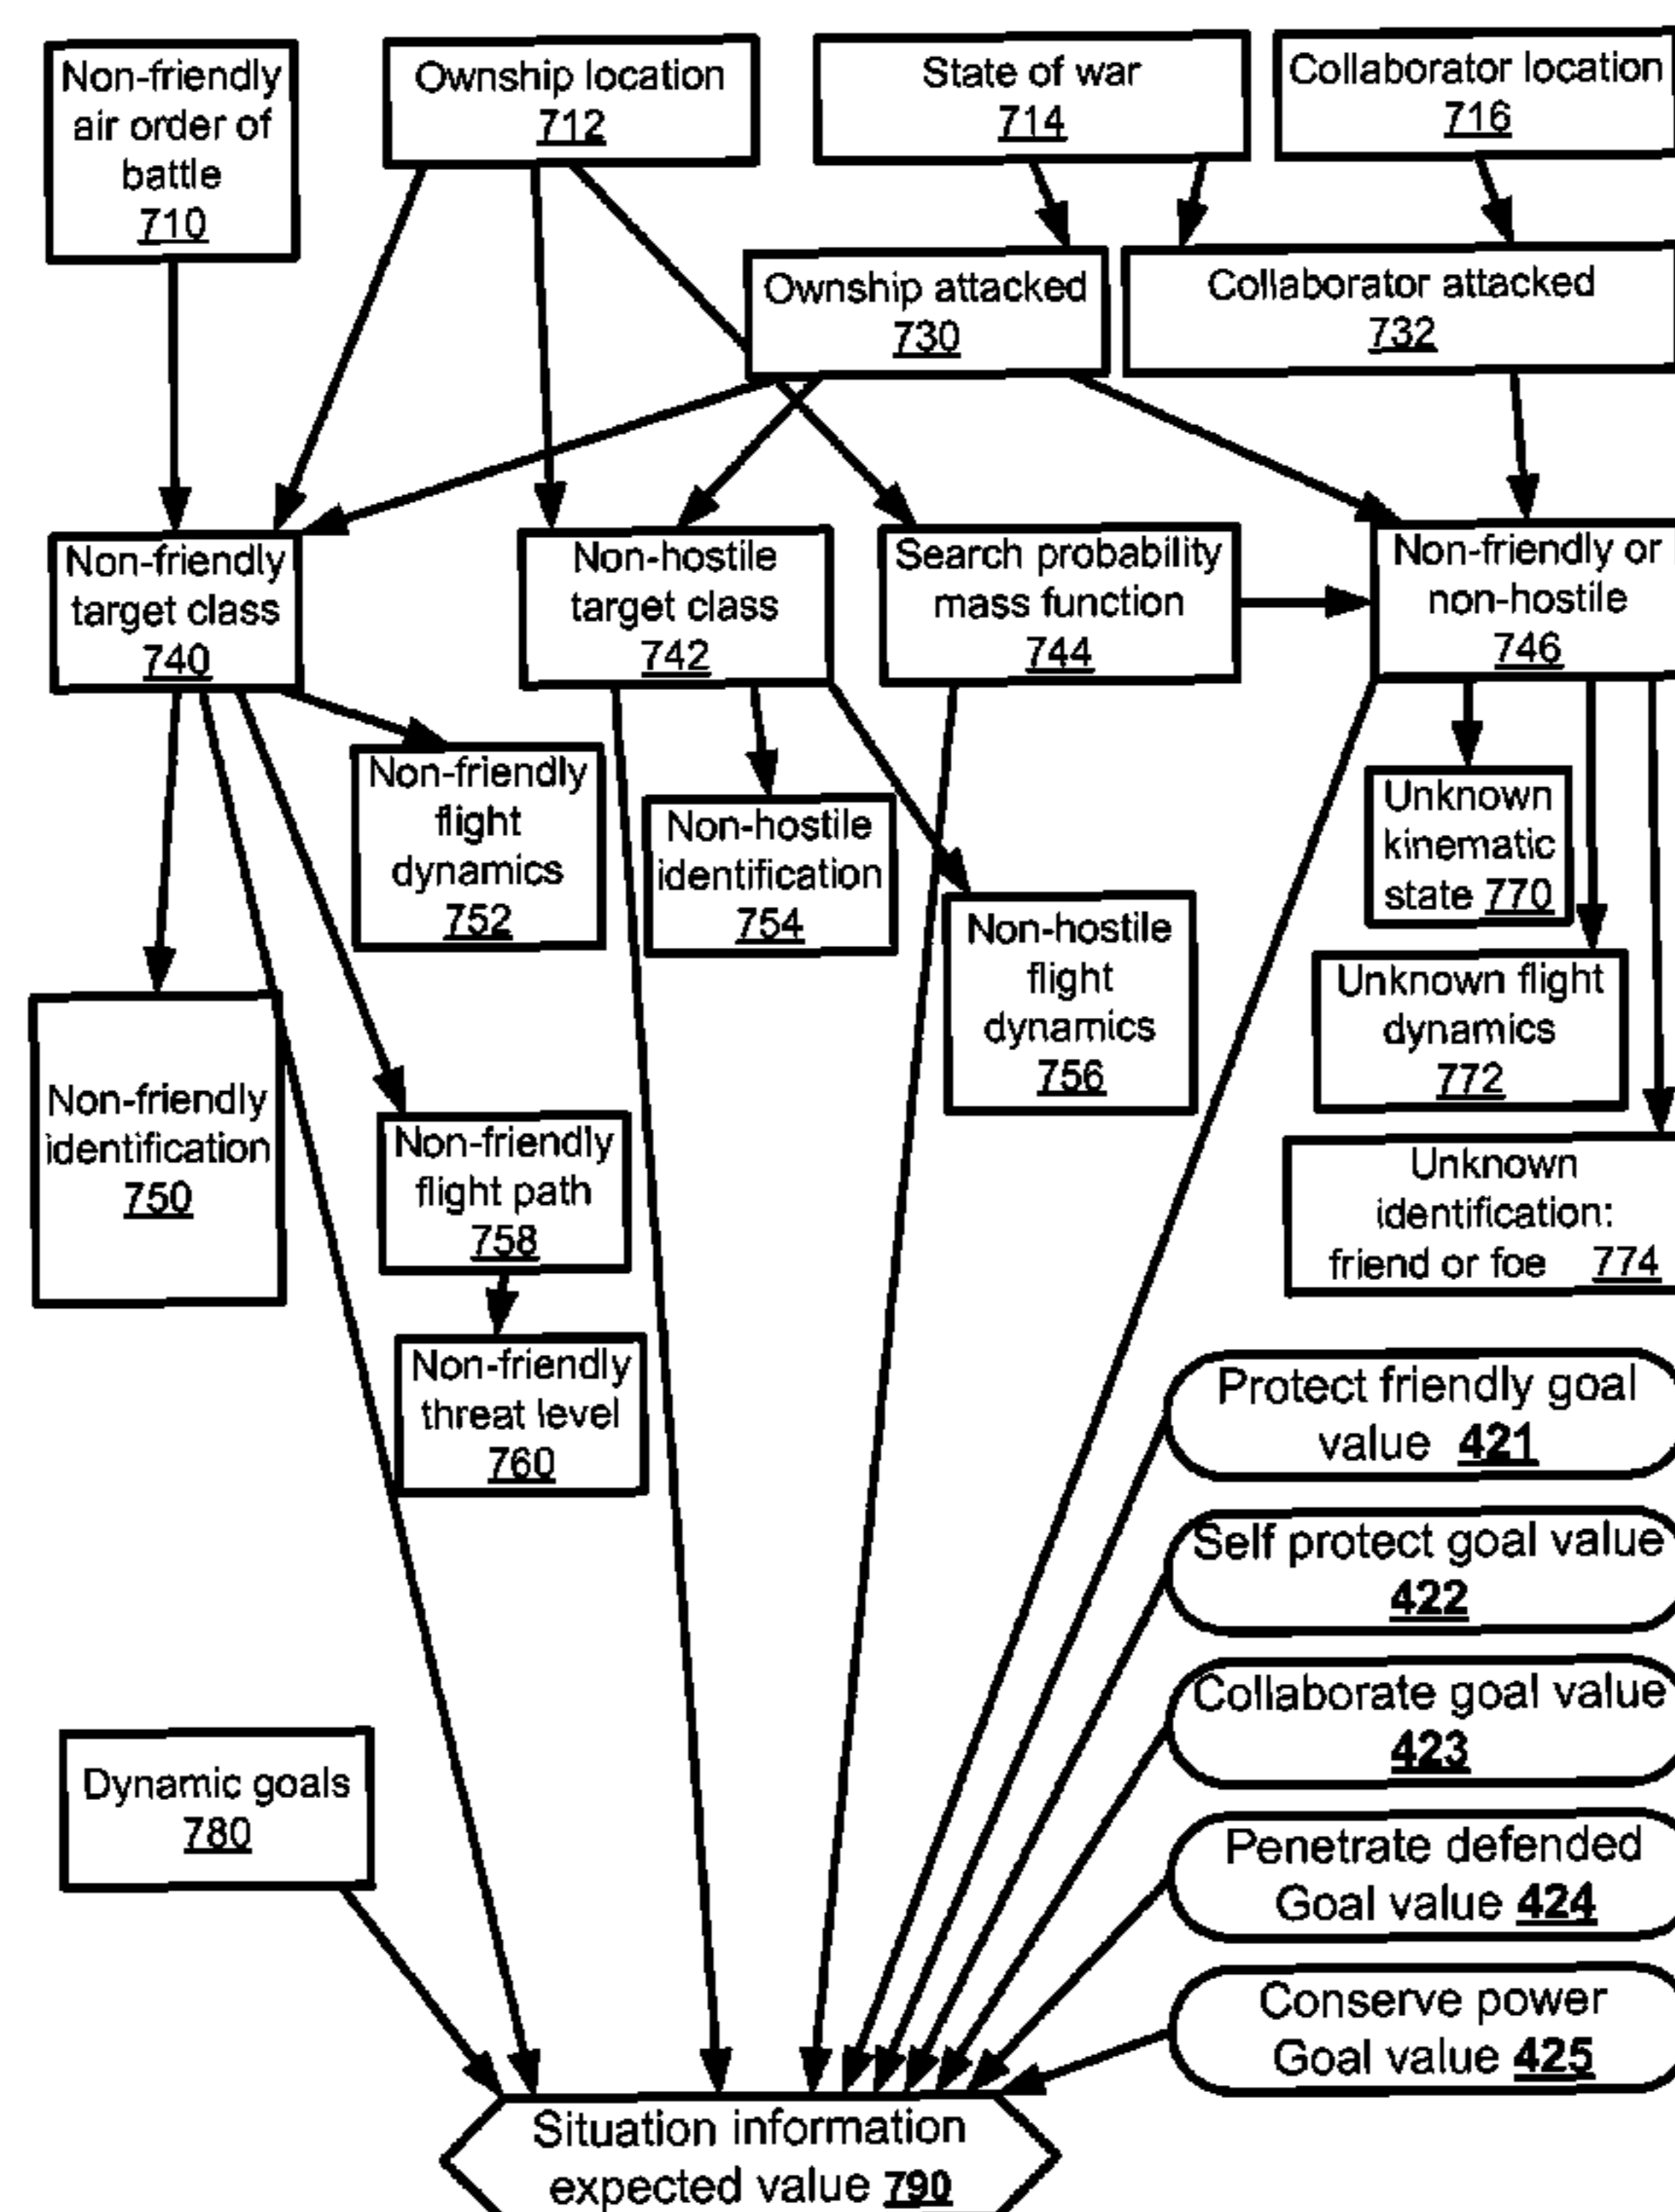 Non-friendly
air order of
battle
710
Ownship location
712
State of war
714
Collaborator location
716
Ownship attacked
730
Collaborator attacked
732
Non-friendly
target class
740
Non-hostile
target class
742
Search probability
mass function
744
Non-friendly or
non-hostile
746
Non-friendly
flight
dynamics
752
Non-hostile
identification
754
Unknown
kinematic
state 770
Non-hostile
flight
dynamics
756
Unknown flight
dynamics
772
Non-friendly
identification
750
Non-friendly
flight path
758
Unknown
identification:
friend or foe 774
Non-friendly
threat level
760
Protect friendly goal
value 421
Self protect goal value
422
Collaborate goal value
423
Dynamic goals
780
Penetrate defended
Goal value 424
Conserve power
Goal value 425
Situation information
expected value 790